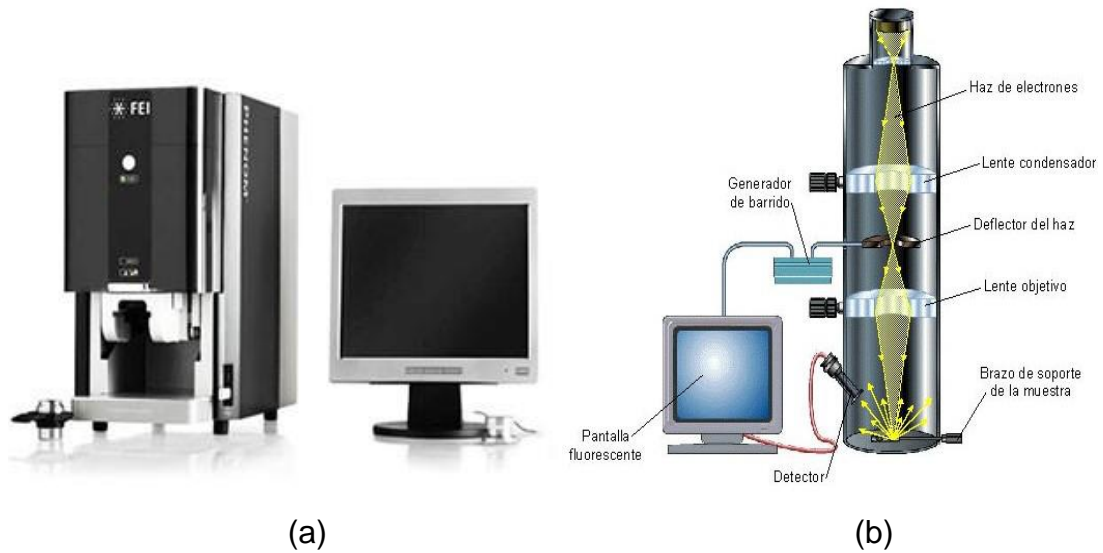 FEI
PHENOM
Haz de electrones
Lente condensador
Generador
de barrido
Deflector del haz
Lente objetivo
Brazo de soporte
de la muestra
Pantalla
fluorescente
Detector
(a)
(b)